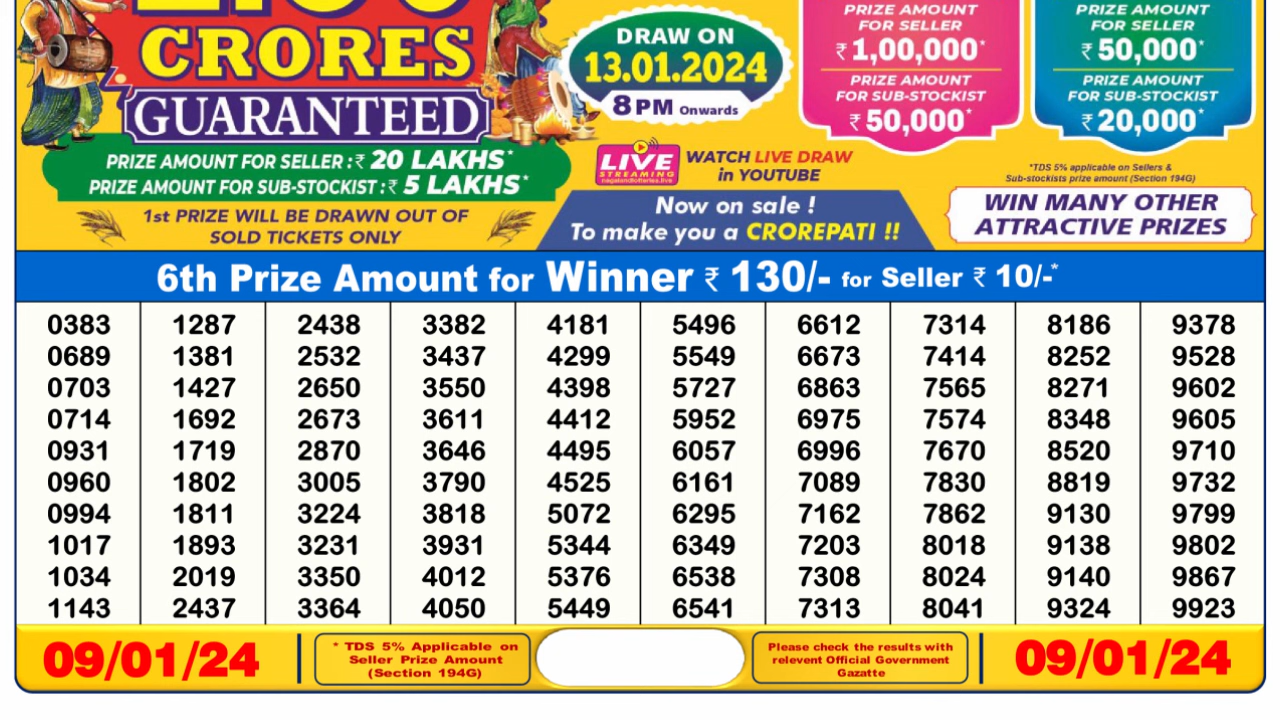 CRORES
GUARANTEED
PRIZE AMOUNT FOR SELLER :₹ 20 LAKHS*
PRIZE AMOUNT FOR SUB-STOCKIST :₹ 5 LAKHS*
1st PRIZE WILL BE DRAWN OUT OF
SOLD TICKETS ONLY
DRAW ON
13.01.2024
8PM Onwards
LIVE
STREAMING
nagalandlotteries.live
WATCH LIVE DRAW
in YOUTUBE
Now on sale !
To make you a CROREPATI !!
PRIZE AMOUNT
FOR SELLER
₹ 1,00,000*
PRIZE AMOUNT
FOR SUB-STOCKIST
₹ 50,000*
PRIZE AMOUNT
FOR SELLER
₹ 50,000*
PRIZE AMOUNT
FOR SUB-STOCKIST
₹ 20,000*
*TDS 5% applicable on Sellers &
Sub-stockists prize amount (Section 194G)
WIN MANY OTHER
ATTRACTIVE PRIZES
6th Prize Amount for Winner ₹ 130/- for Seller ₹ 10/-*
0383 1287 2438 3382 4181 5496 6612 7314 8186 9378
0689 1381 2532 3437 4299 5549 6673 7414 8252 9528
0703 1427 2650 3550 4398 5727 6863 7565 8271 9602
0714 1692 2673 3611 4412 5952 6975 7574 8348 9605
0931 1719 2870 3646 4495 6057 6996 7670 8520 9710
0960 1802 3005 3790 4525 6161 7089 7830 8819 9732
0994 1811 3224 3818 5072 6295 7162 7862 9130 9799
1017 1893 3231 3931 5344 6349 7203 8018 9138 9802
1034 2019 3350 4012 5376 6538 7308 8024 9140 9867
1143 2437 3364 4050 5449 6541 7313 8041 9324 9923
09/01/24
* TDS 5% Applicable on
Seller Prize Amount
(Section 194G)
Please check the results with
relevent Official Government
Gazatte
09/01/24